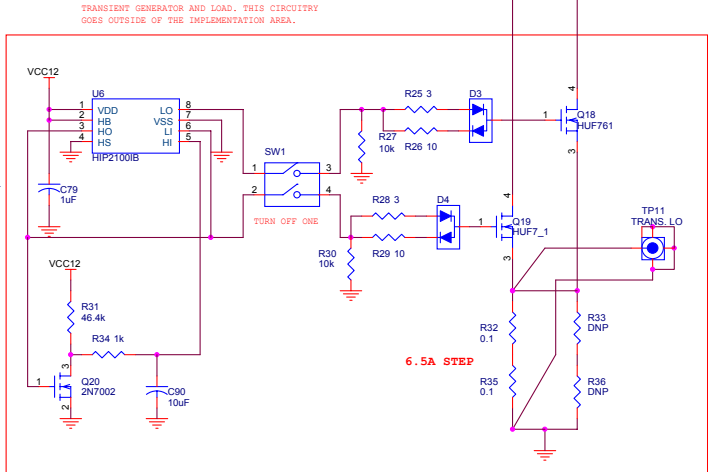 TRANSIENT GENERATOR AND LOAD. THIS CIRCUITRY
GOES OUTSIDE OF THE IMPLEMENTATION AREA.
VCC12
U6
1 VDD LO 8
2 HB VSS 7
3 HO LI 6
4 HS HI 5
HIP2100IB
C79
1uF
SW1
1 3
2 4
TURN OFF ONE
R25 3
R27
10k
R26 10
D3
4
1
Q18
HUF761
3
R28 3
R30
10k
R29 10
D4
4
1
Q19
HUF7_1
3
TP11
TRANS. LO
VCC12
R31
46.4k
R34 1k
3
1
Q20
2N7002
2
C90
10uF
R32
0.1
R33
DNP
6.5A STEP
R35
0.1
R36
DNP